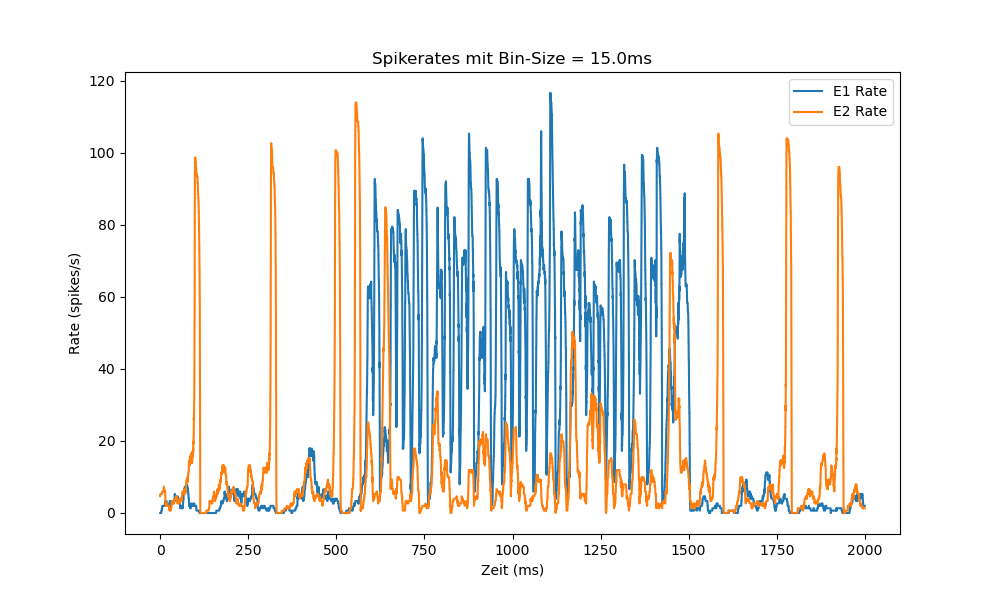 Spikerates mit Bin-Size = 15.0ms
E1 Rate
E2 Rate
120
100
80
60
40
20
0
Rate (spikes/s)
0 250 500 750 1000 1250 1500 1750 2000
Zeit (ms)